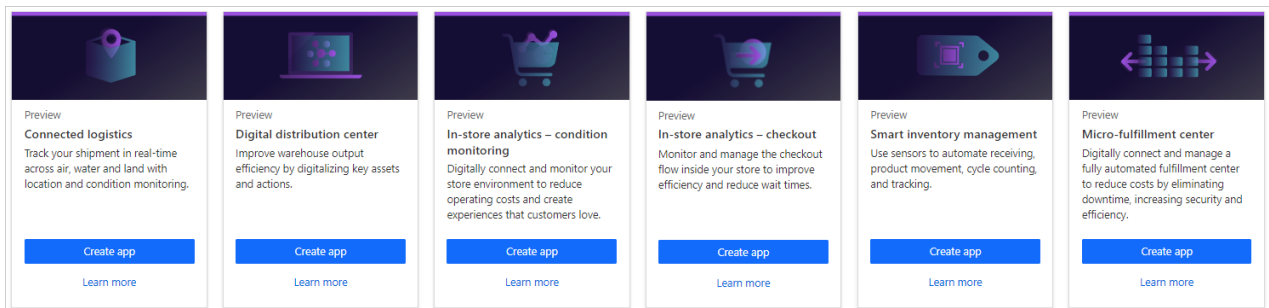 Preview
Connected logistics
Track your shipment in real-time
across air, water and land with
location and condition monitoring.
Create app
Learn more
Preview
Digital distribution center
Improve warehouse output
efficiency by digitalizing key assets
and actions.
Create app
Learn more
Preview
In-store analytics – condition
monitoring
Digitally connect and monitor your
store environment to reduce
operating costs and create
experiences that customers love.
Create app
Learn more
Preview
In-store analytics – checkout
Monitor and manage the checkout
flow inside your store to improve
efficiency and reduce wait times.
Create app
Learn more
Preview
Smart inventory management
Use sensors to automate receiving,
product movement, cycle counting,
and tracking.
Create app
Learn more
Preview
Micro-fulfillment center
Digitally connect and manage a
fully automated fulfillment center
to reduce costs by eliminating
downtime, increasing security and
efficiency.
Create app
Learn more